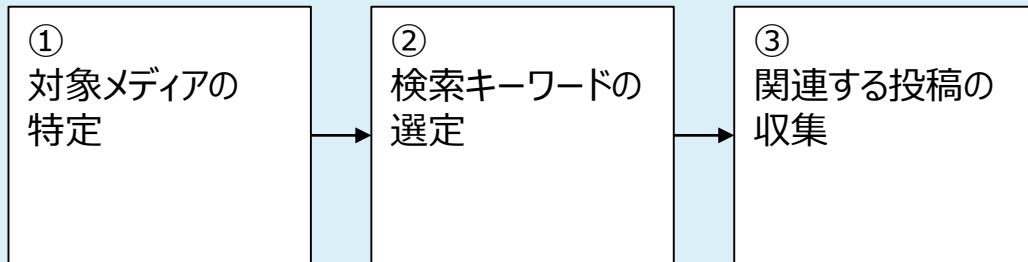 ①
対象メディアの
特定
②
検索キーワードの
選定
③
関連する投稿の
収集